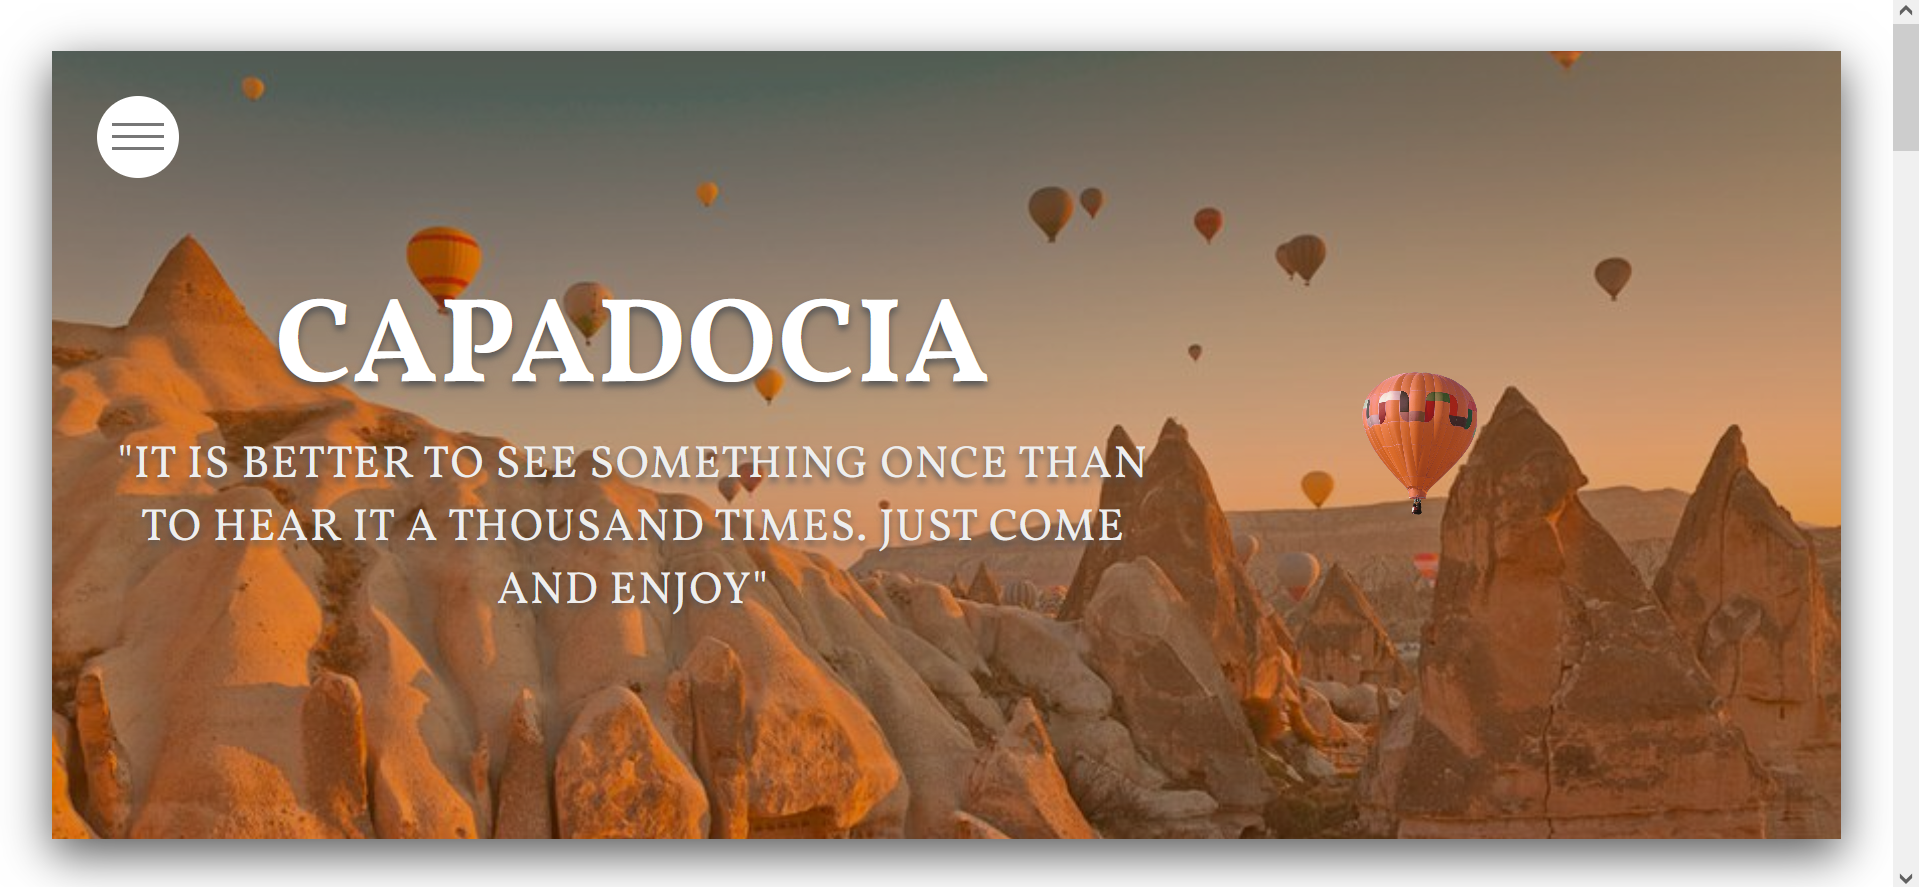 CAPADOCIA
"IT IS BETTER TO SEE SOMETHING ONCE THAN
TO HEAR IT A THOUSAND TIMES. JUST COME
AND ENJOY"